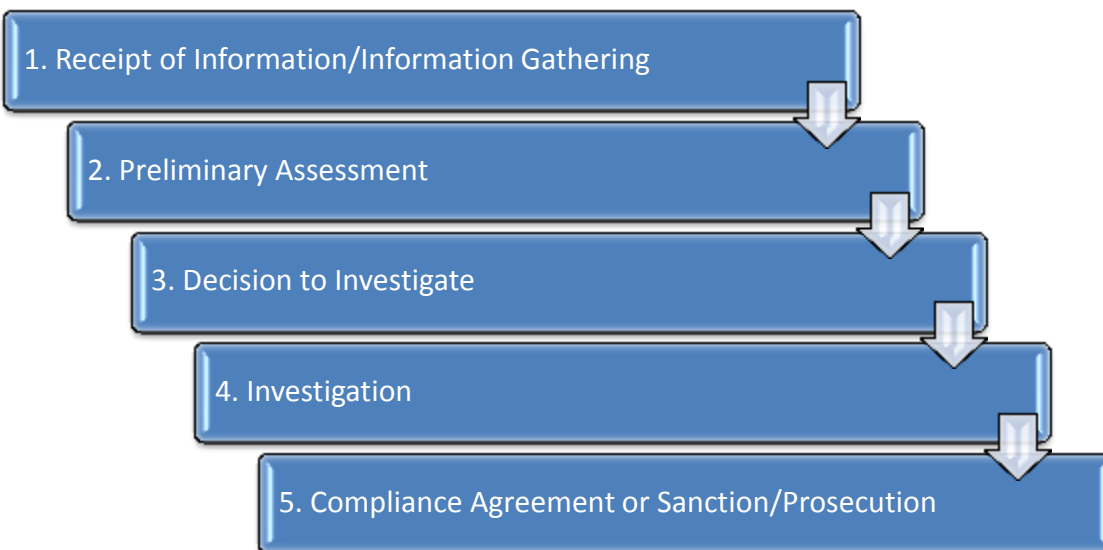 1. Receipt of Information/Information Gathering
2. Preliminary Assessment
3. Decision to Investigate
4. Investigation
5. Compliance Agreement or Sanction/Prosecution